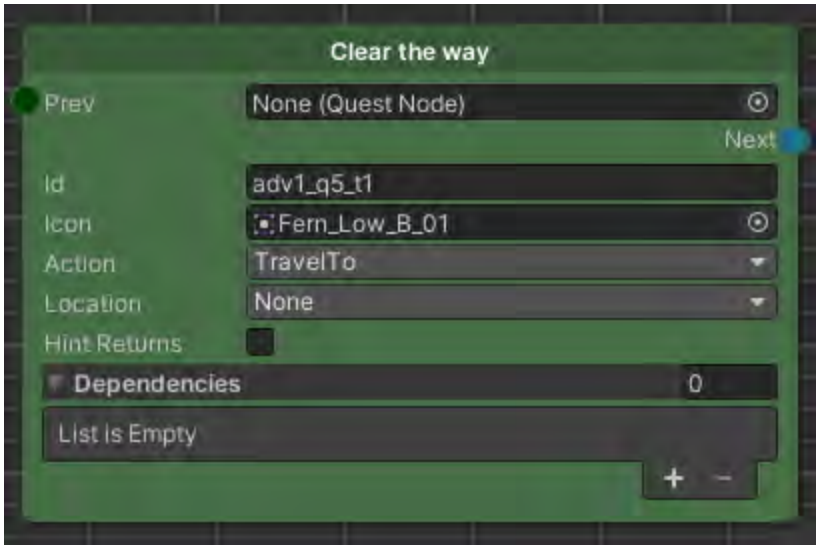 Clear the way
Prev None (Quest Node)
Next
Id adv1_q5_t1
Icon Fern_Low_B_01
Action TravelTo
Location None
Hint Returns
Dependencies 0
List is Empty
+ −